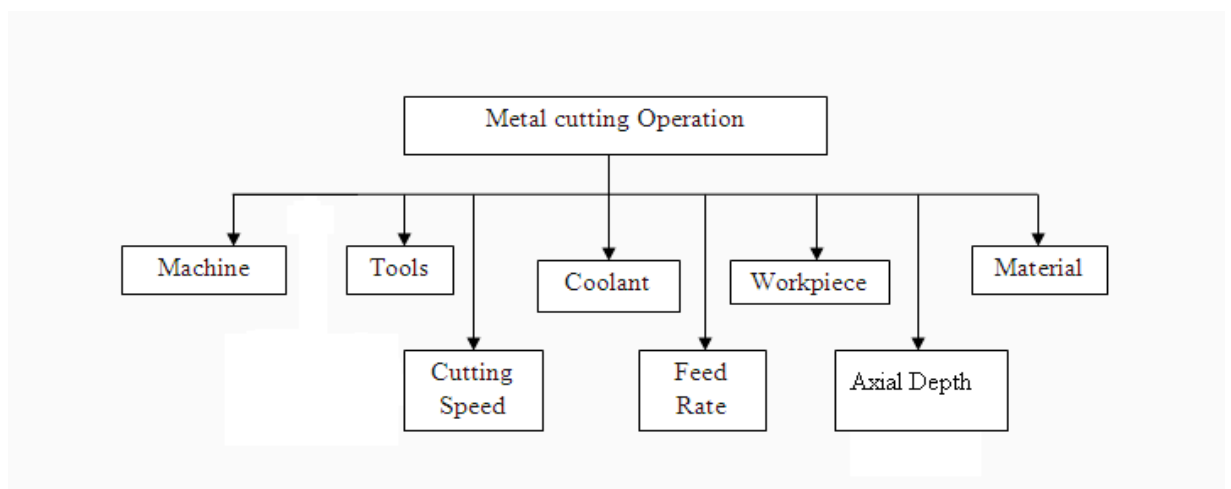 Metal cutting Operation
Machine
Tools
Coolant
Workpiece
Material
Cutting
Speed
Feed
Rate
Axial Depth